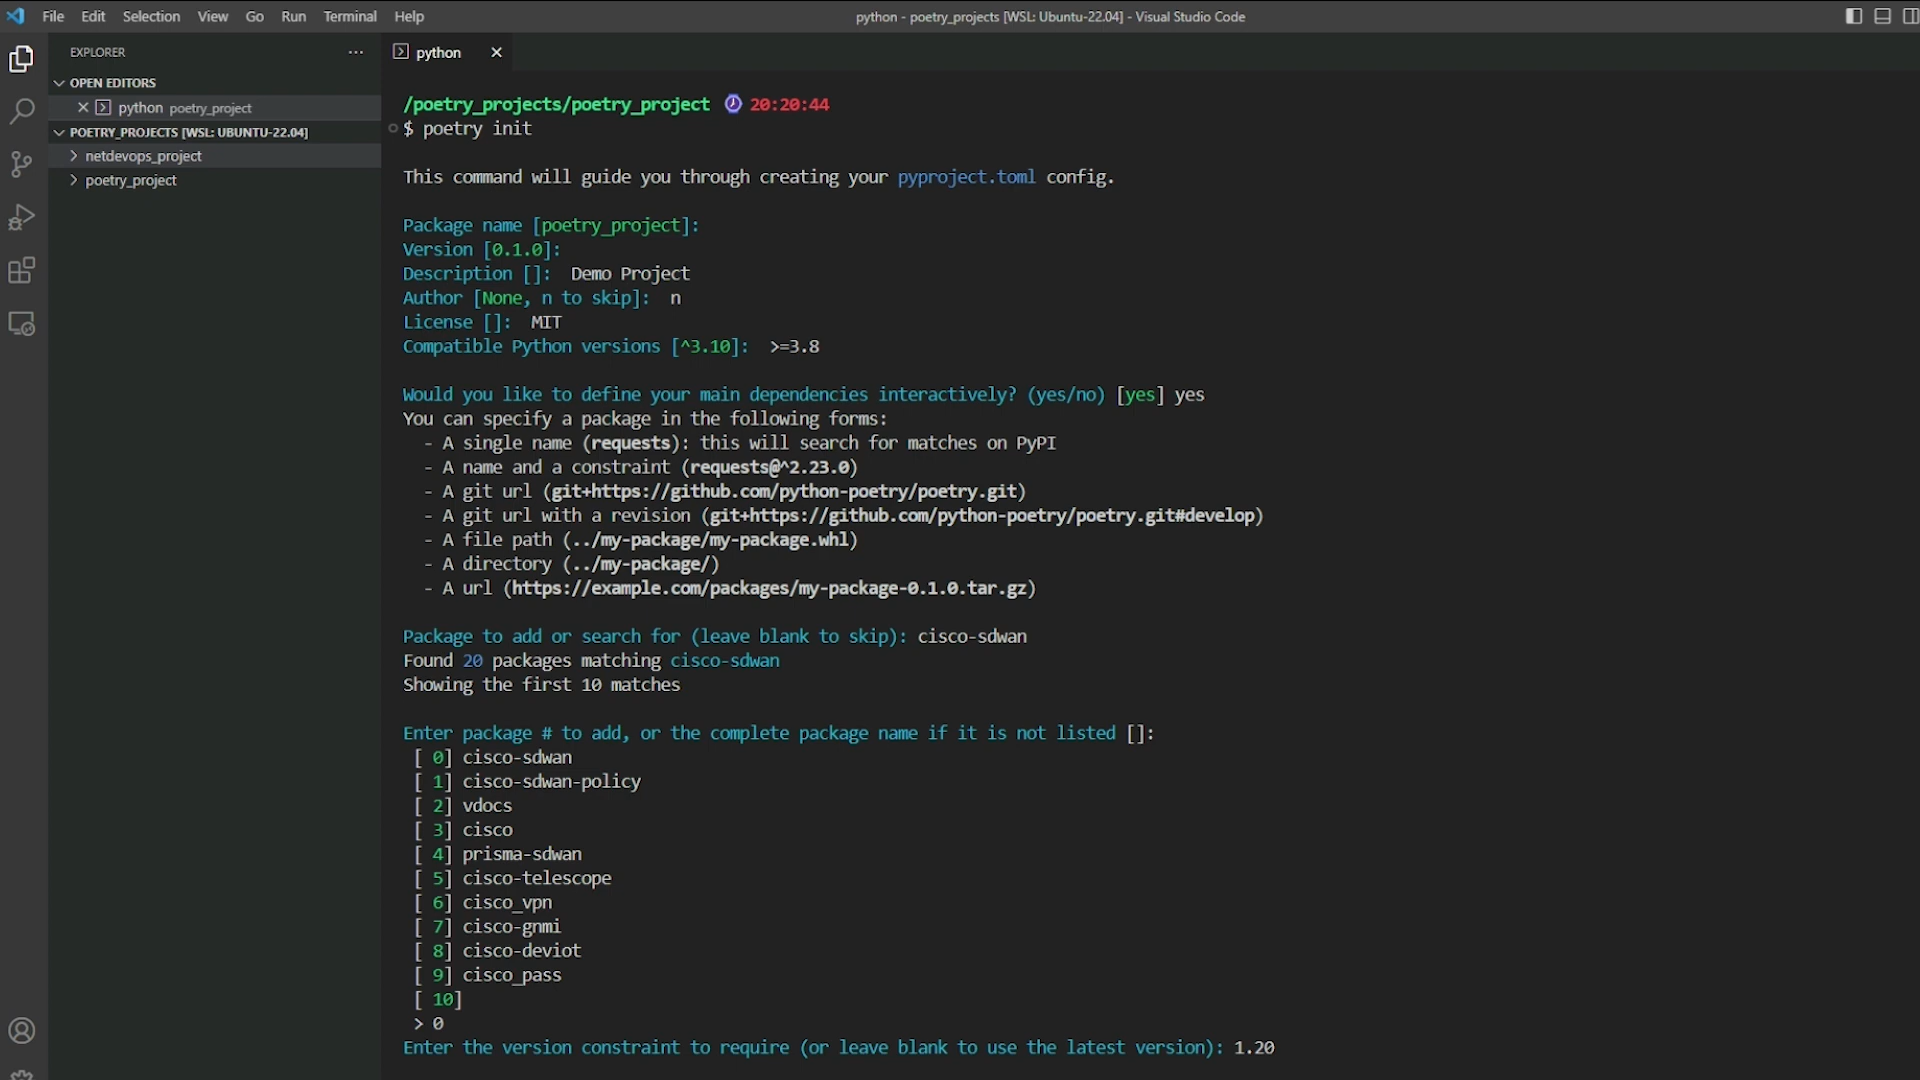 File Edit Selection View Go Run Terminal Help
python - poetry_projects [WSL: Ubuntu-22.04] - Visual Studio Code
EXPLORER
OPEN EDITORS
python poetry_project
POETRY_PROJECTS [WSL: UBUNTU-22.04]
netdevops_project
poetry_project
python
/poetry_projects/poetry_project 20:20:44
$ poetry init
This command will guide you through creating your pyproject.toml config.
Package name [poetry_project]:
Version [0.1.0]:
Description []: Demo Project
Author [None, n to skip]: n
License []: MIT
Compatible Python versions [^3.10]: >=3.8
Would you like to define your main dependencies interactively? (yes/no) [yes] yes
You can specify a package in the following forms:
- A single name (requests): this will search for matches on PyPI
- A name and a constraint (requests@^2.23.0)
- A git url (git+https://github.com/python-poetry/poetry.git)
- A git url with a revision (git+https://github.com/python-poetry/poetry.git#develop)
- A file path (../my-package/my-package.whl)
- A directory (../my-package/)
- A url (https://example.com/packages/my-package-0.1.0.tar.gz)
Package to add or search for (leave blank to skip): cisco-sdwan
Found 20 packages matching cisco-sdwan
Showing the first 10 matches
Enter package # to add, or the complete package name if it is not listed []:
[ 0] cisco-sdwan
[ 1] cisco-sdwan-policy
[ 2] vdocs
[ 3] cisco
[ 4] prisma-sdwan
[ 5] cisco-telescope
[ 6] cisco_vpn
[ 7] cisco-gnmi
[ 8] cisco-deviot
[ 9] cisco_pass
[ 10]
> 0
Enter the version constraint to require (or leave blank to use the latest version): 1.20